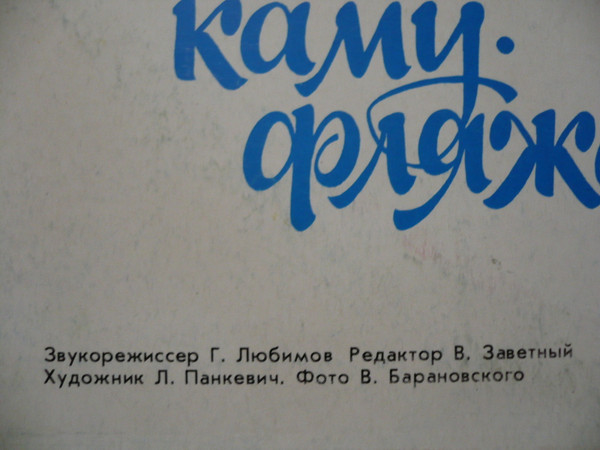 каму.
фляж
Звукорежиссер Г. Любимов Редактор В. Заветный
Художник Л. Панкевич. Фото В. Барановского